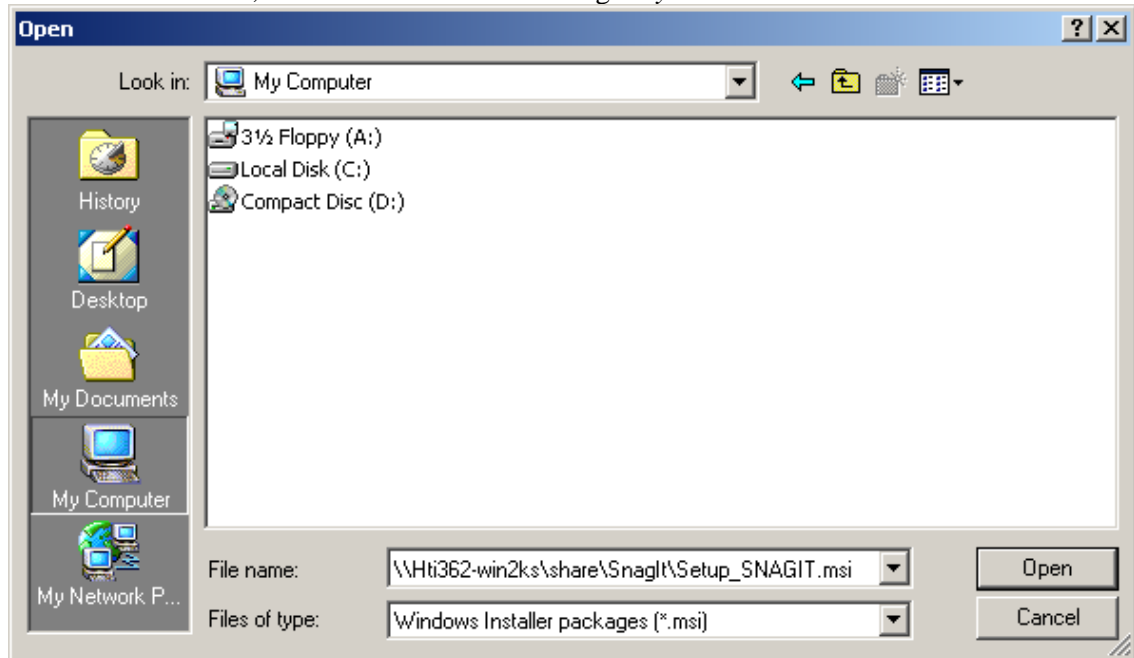 Open
Look in:
My Computer
3½ Floppy (A:)
Local Disk (C:)
Compact Disc (D:)
History
Desktop
My Documents
My Computer
My Network P...
File name:
\\Hti362-win2ks\share\SnagIt\Setup_SNAGIT.msi
Open
Files of type:
Windows Installer packages (*.msi)
Cancel